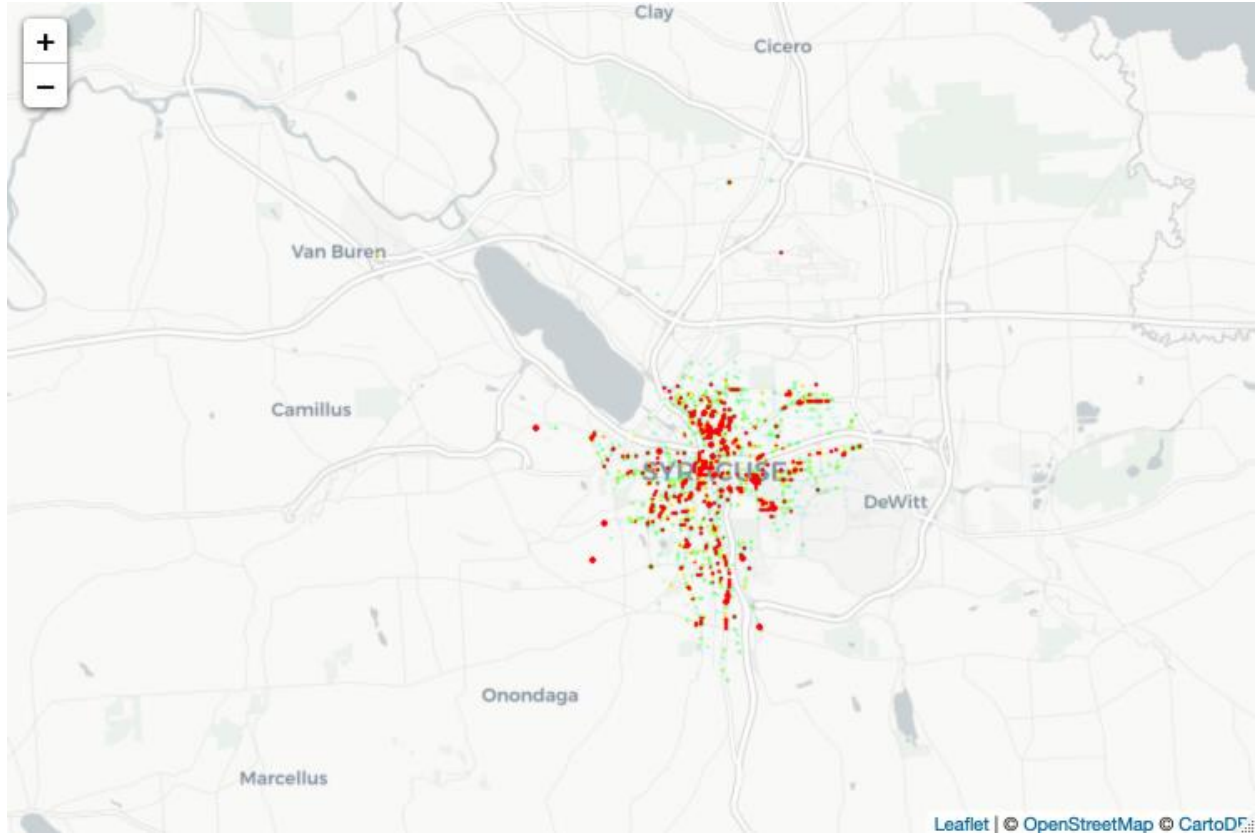 Clay
+
Cicero
−
Van Buren
Camillus
SYRACUSE
DeWitt
Onondaga
Marcellus
Leaflet | © OpenStreetMap © CartoDB